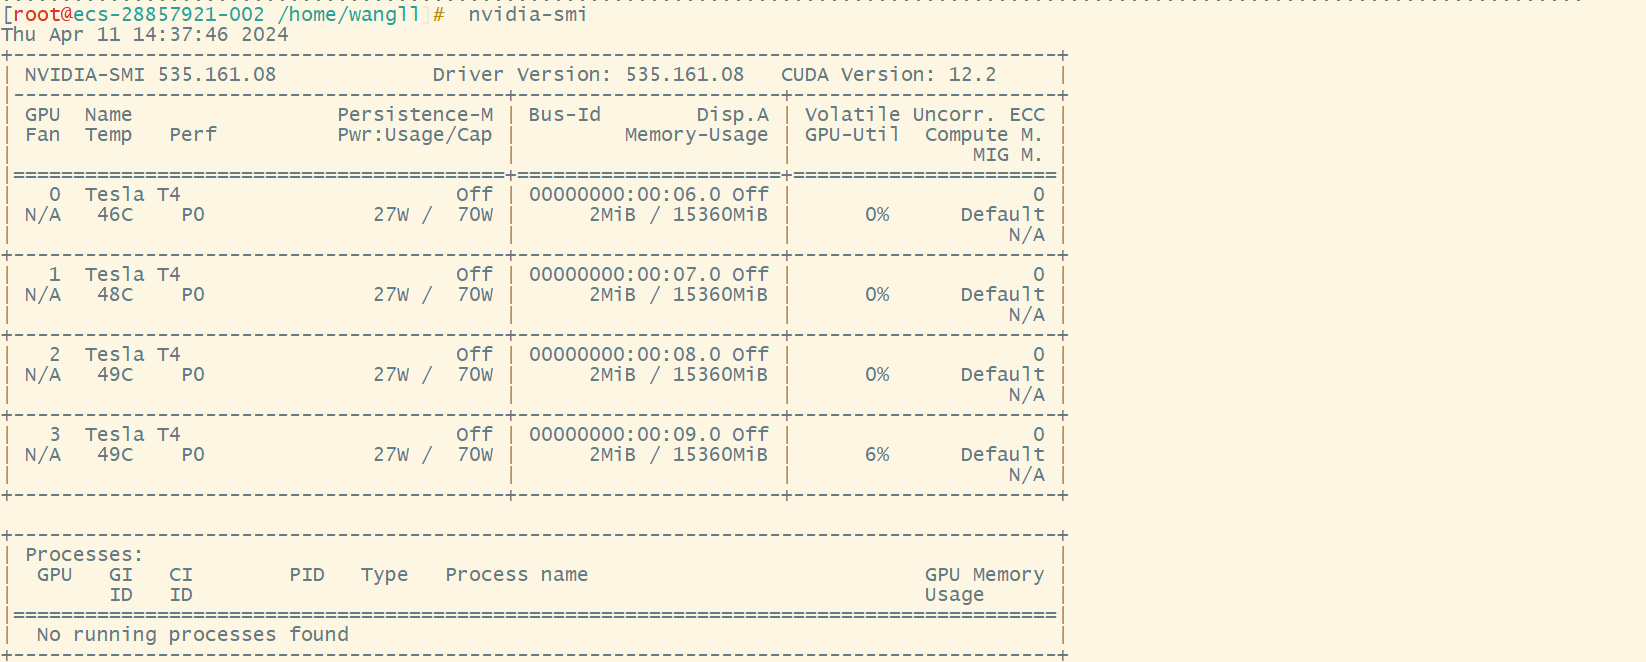 [root@ecs-28857921-002 /home/wangll]#  nvidia-smi
Thu Apr 11 14:37:46 2024
+---------------------------------------------------------------------------------------+
| NVIDIA-SMI 535.161.08             Driver Version: 535.161.08   CUDA Version: 12.2     |
|-----------------------------------------+----------------------+----------------------+
| GPU  Name                 Persistence-M | Bus-Id        Disp.A | Volatile Uncorr. ECC |
| Fan  Temp   Perf          Pwr:Usage/Cap |         Memory-Usage | GPU-Util  Compute M. |
|                                         |                      |               MIG M. |
|=========================================+======================+======================|
|   0  Tesla T4                       Off | 00000000:00:06.0 Off |                    0 |
| N/A   46C    P0              27W /  70W |      2MiB / 15360MiB |      0%      Default |
|                                         |                      |                  N/A |
+-----------------------------------------+----------------------+----------------------+
|   1  Tesla T4                       Off | 00000000:00:07.0 Off |                    0 |
| N/A   48C    P0              27W /  70W |      2MiB / 15360MiB |      0%      Default |
|                                         |                      |                  N/A |
+-----------------------------------------+----------------------+----------------------+
|   2  Tesla T4                       Off | 00000000:00:08.0 Off |                    0 |
| N/A   49C    P0              27W /  70W |      2MiB / 15360MiB |      0%      Default |
|                                         |                      |                  N/A |
+-----------------------------------------+----------------------+----------------------+
|   3  Tesla T4                       Off | 00000000:00:09.0 Off |                    0 |
| N/A   49C    P0              27W /  70W |      2MiB / 15360MiB |      6%      Default |
|                                         |                      |                  N/A |
+-----------------------------------------+----------------------+----------------------+

+---------------------------------------------------------------------------------------+
| Processes:                                                                            |
|  GPU   GI   CI        PID   Type   Process name                            GPU Memory |
|        ID   ID                                                             Usage      |
|=======================================================================================|
|  No running processes found                                                           |
+---------------------------------------------------------------------------------------+